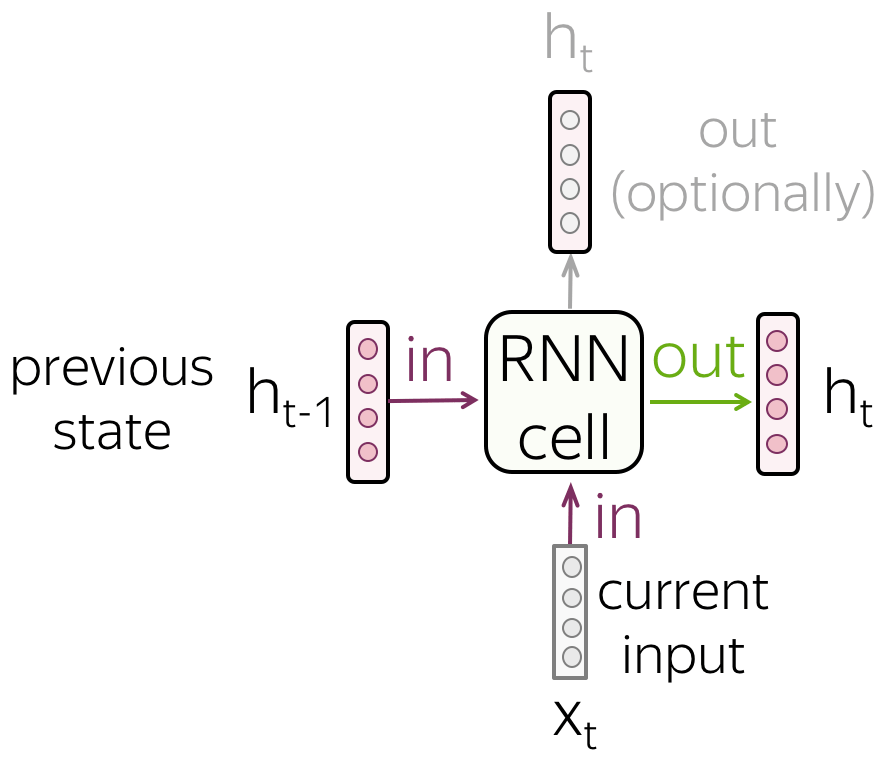 h_t
out
(optionally)
previous
state
h_t-1
in
RNN
cell
out
h_t
in
current
input
x_t